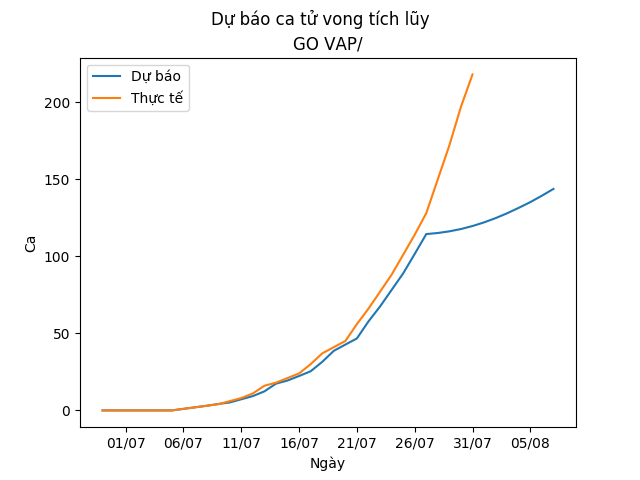 Dự báo ca tử vong tích lũy
GO VAP/
Dự báo
Thực tế
200
150
100
50
0
Ca
01/07 06/07 11/07 16/07 21/07 26/07 31/07 05/08
Ngày